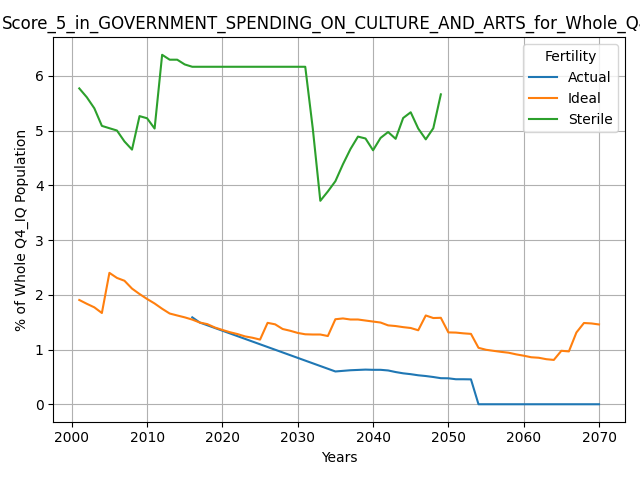 Score_5_in_GOVERNMENT_SPENDING_ON_CULTURE_AND_ARTS_for_Whole_Q4
Fertility
Actual
Ideal
Sterile
% of Whole Q4_IQ Population
6
5
4
3
2
1
0
2000 2010 2020 2030 2040 2050 2060 2070
Years